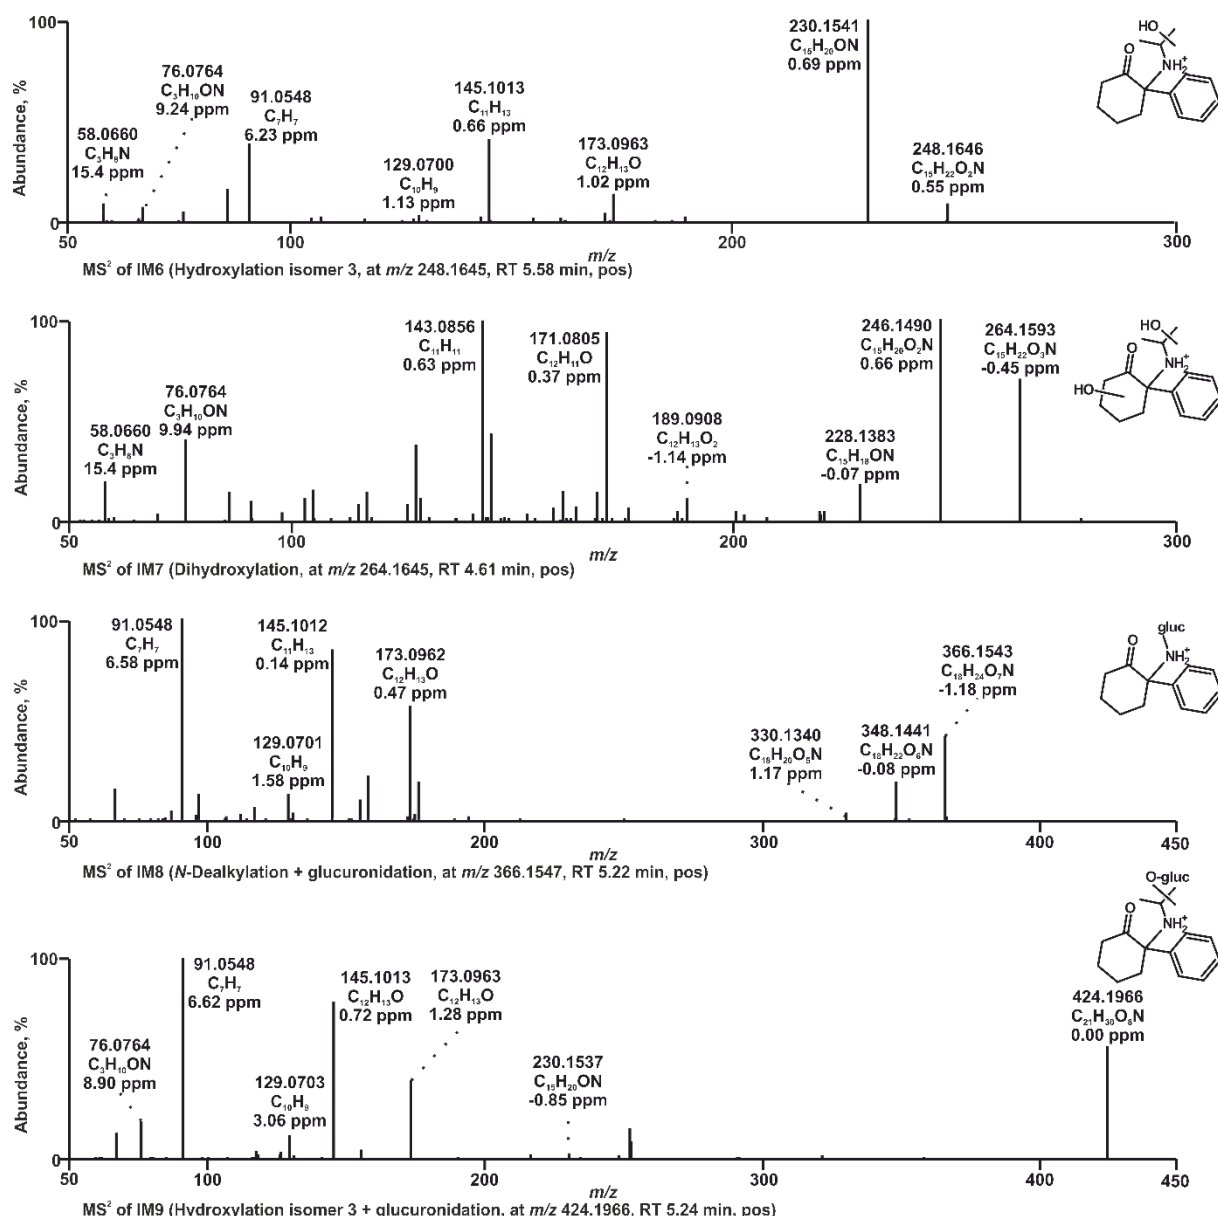 100
Abundance, %
0
58.0660
C₃H₈N
15.4 ppm
76.0764
C₃H₁₀ON
9.24 ppm
91.0548
C₇H₇
6.23 ppm
129.0700
C₁₀H₉
1.13 ppm
145.1013
C₁₁H₁₃
0.66 ppm
173.0963
C₁₂H₁₃O
1.02 ppm
230.1541
C₁₅H₂₀ON
0.69 ppm
248.1646
C₁₅H₂₂O₂N
0.55 ppm
HO
O
NH₂⁺
50 100 200 300
m/z
MS² of IM6 (Hydroxylation isomer 3, at m/z 248.1645, RT 5.58 min, pos)
100
Abundance, %
0
58.0660
C₃H₈N
15.4 ppm
76.0764
C₃H₁₀ON
9.94 ppm
143.0856
C₁₁H₁₁
0.63 ppm
171.0805
C₁₂H₁₁O
0.37 ppm
189.0908
C₁₂H₁₃O₂
-1.14 ppm
228.1383
C₁₅H₁₈ON
-0.07 ppm
246.1490
C₁₅H₂₀O₂N
0.66 ppm
264.1593
C₁₅H₂₂O₃N
-0.45 ppm
HO
O
NH₂⁺
HO
50 100 200 300
m/z
MS² of IM7 (Dihydroxylation, at m/z 264.1645, RT 4.61 min, pos)
100
Abundance, %
0
91.0548
C₇H₇
6.58 ppm
129.0701
C₁₀H₉
1.58 ppm
145.1012
C₁₁H₁₃
0.14 ppm
173.0962
C₁₂H₁₃O
0.47 ppm
330.1340
C₁₈H₂₀O₅N
1.17 ppm
348.1441
C₁₈H₂₂O₆N
-0.08 ppm
366.1543
C₁₈H₂₄O₇N
-1.18 ppm
gluc
O
NH₂⁺
50 100 200 300 400 450
m/z
MS² of IM8 (N-Dealkylation + glucuronidation, at m/z 366.1547, RT 5.22 min, pos)
100
Abundance, %
0
76.0764
C₃H₁₀ON
8.90 ppm
91.0548
C₇H₇
6.62 ppm
129.0703
C₁₀H₉
3.06 ppm
145.1013
C₁₂H₁₃O
0.72 ppm
173.0963
C₁₂H₁₃O
1.28 ppm
230.1537
C₁₅H₂₀ON
-0.85 ppm
424.1966
C₂₁H₃₀O₈N
0.00 ppm
O-gluc
O
NH₂⁺
50 100 200 300 400 450
m/z
MS² of IM9 (Hydroxylation isomer 3 + glucuronidation, at m/z 424.1966, RT 5.24 min, pos)